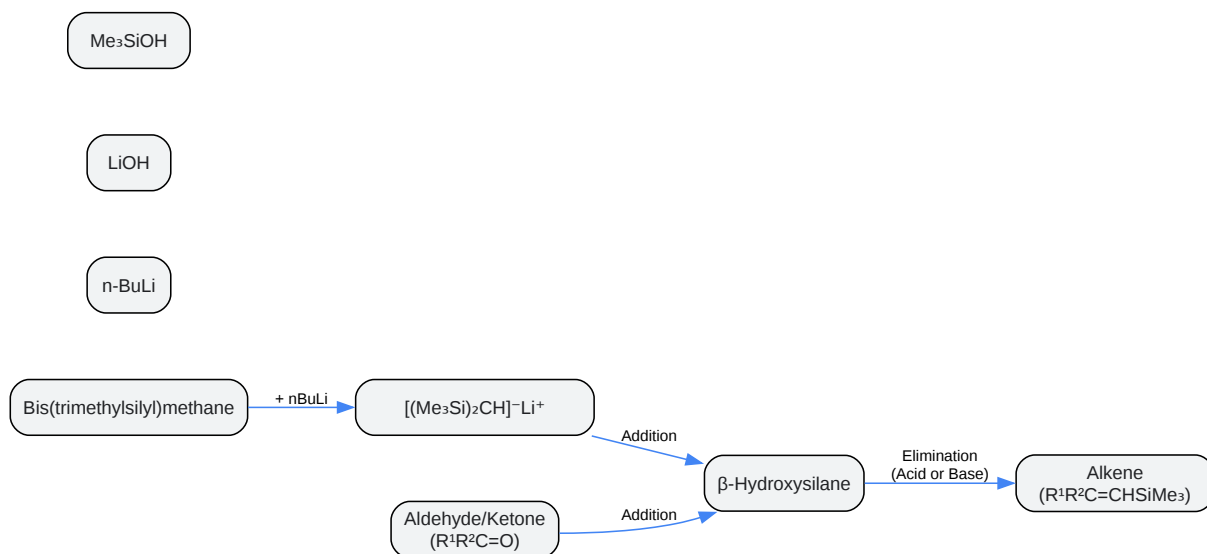 Me₃SiOH
LiOH
n-BuLi
Bis(trimethylsilyl)methane
+ nBuLi
[(Me₃Si)₂CH]⁻Li⁺
Addition
Aldehyde/Ketone
(R¹R²C=O)
Addition
β-Hydroxysilane
Elimination
(Acid or Base)
Alkene
(R¹R²C=CHSiMe₃)